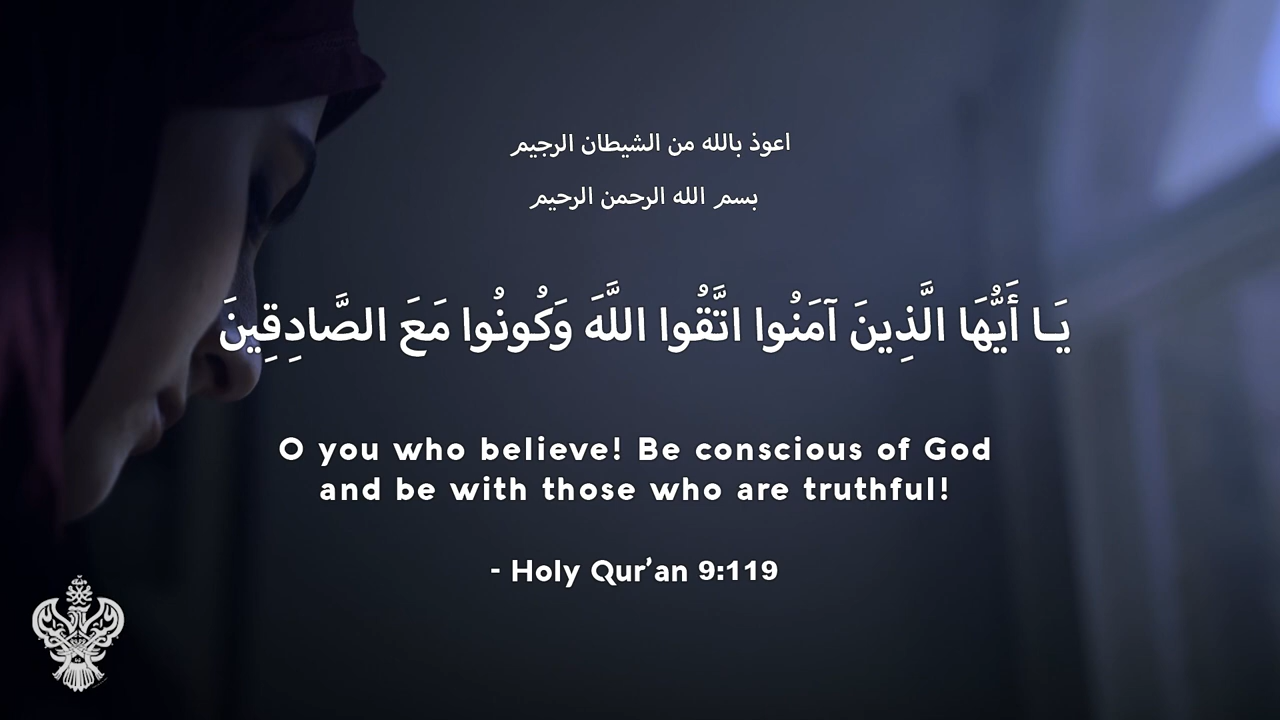 اعوذ بالله من الشيطان الرجيم
بسم الله الرحمن الرحيم
يَـا أَيُّهَا الَّذِينَ آمَنُوا اتَّقُوا اللَّهَ وَكُونُوا مَعَ الصَّادِقِينَ
O you who believe! Be conscious of God
and be with those who are truthful!
- Holy Qur’an 9:119